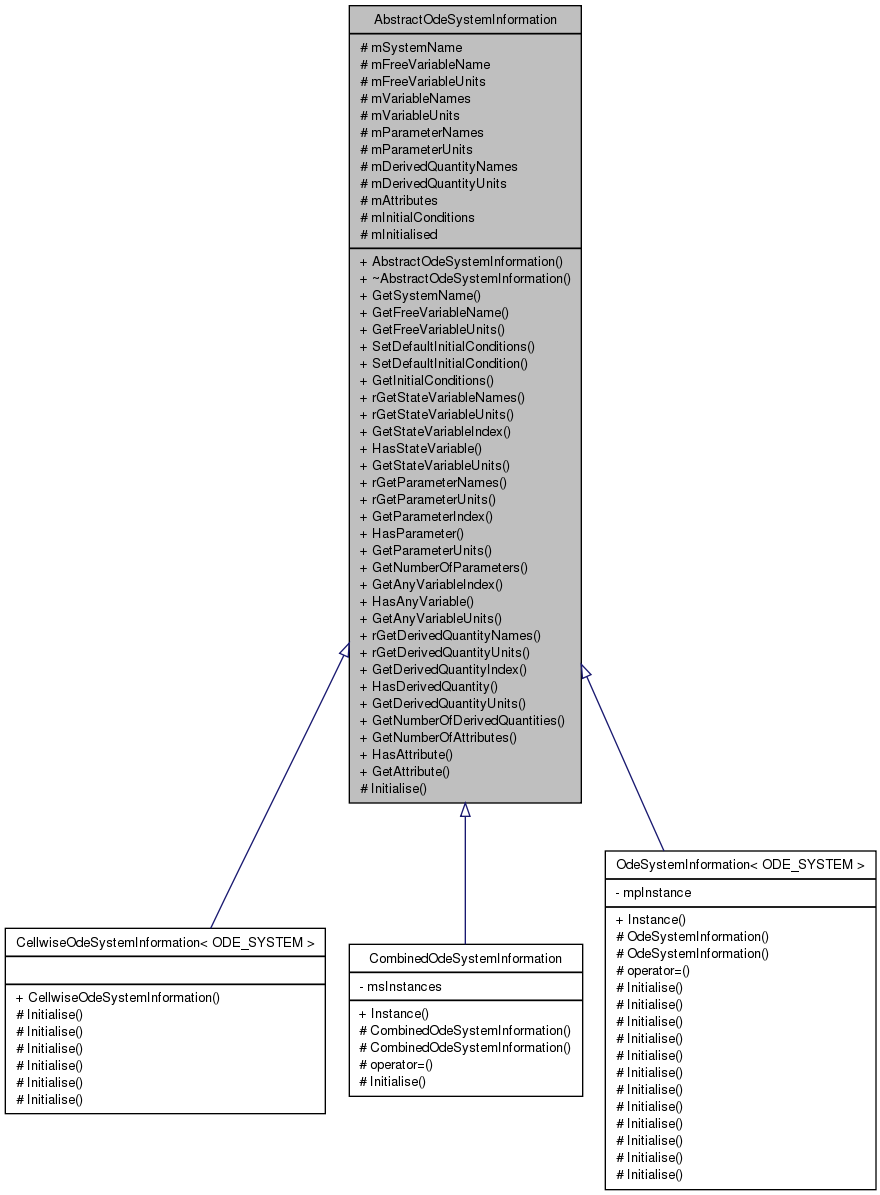 AbstractOdeSystemInformation
# mSystemName
# mFreeVariableName
# mFreeVariableUnits
# mVariableNames
# mVariableUnits
# mParameterNames
# mParameterUnits
# mDerivedQuantityNames
# mDerivedQuantityUnits
# mAttributes
# mInitialConditions
# mInitialised
+ AbstractOdeSystemInformation()
+ ~AbstractOdeSystemInformation()
+ GetSystemName()
+ GetFreeVariableName()
+ GetFreeVariableUnits()
+ SetDefaultInitialConditions()
+ SetDefaultInitialCondition()
+ GetInitialConditions()
+ rGetStateVariableNames()
+ rGetStateVariableUnits()
+ GetStateVariableIndex()
+ HasStateVariable()
+ GetStateVariableUnits()
+ rGetParameterNames()
+ rGetParameterUnits()
+ GetParameterIndex()
+ HasParameter()
+ GetParameterUnits()
+ GetNumberOfParameters()
+ GetAnyVariableIndex()
+ HasAnyVariable()
+ GetAnyVariableUnits()
+ rGetDerivedQuantityNames()
+ rGetDerivedQuantityUnits()
+ GetDerivedQuantityIndex()
+ HasDerivedQuantity()
+ GetDerivedQuantityUnits()
+ GetNumberOfDerivedQuantities()
+ GetNumberOfAttributes()
+ HasAttribute()
+ GetAttribute()
# Initialise()
CellwiseOdeSystemInformation< ODE_SYSTEM >
+ CellwiseOdeSystemInformation()
# Initialise()
# Initialise()
# Initialise()
# Initialise()
# Initialise()
# Initialise()
CombinedOdeSystemInformation
- msInstances
+ Instance()
# CombinedOdeSystemInformation()
# CombinedOdeSystemInformation()
# operator=()
# Initialise()
OdeSystemInformation< ODE_SYSTEM >
- mpInstance
+ Instance()
# OdeSystemInformation()
# OdeSystemInformation()
# operator=()
# Initialise()
# Initialise()
# Initialise()
# Initialise()
# Initialise()
# Initialise()
# Initialise()
# Initialise()
# Initialise()
# Initialise()
# Initialise()
# Initialise()